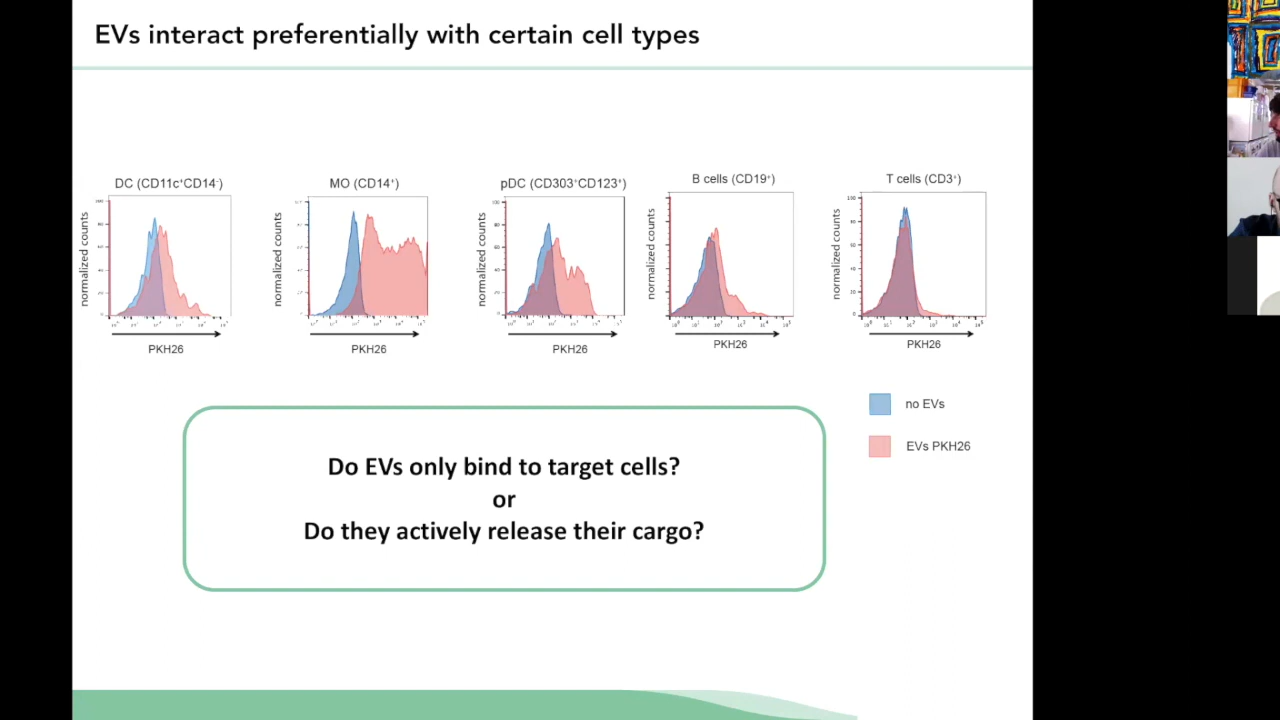 EVs interact preferentially with certain cell types
DC (CD11c⁺CD14⁻)
MO (CD14⁺)
pDC (CD303⁺CD123⁺)
B cells (CD19⁺)
T cells (CD3⁺)
normalized counts
normalized counts
normalized counts
normalized counts
normalized counts
PKH26
PKH26
PKH26
PKH26
PKH26
no EVs
EVs PKH26
Do EVs only bind to target cells?
or
Do they actively release their cargo?